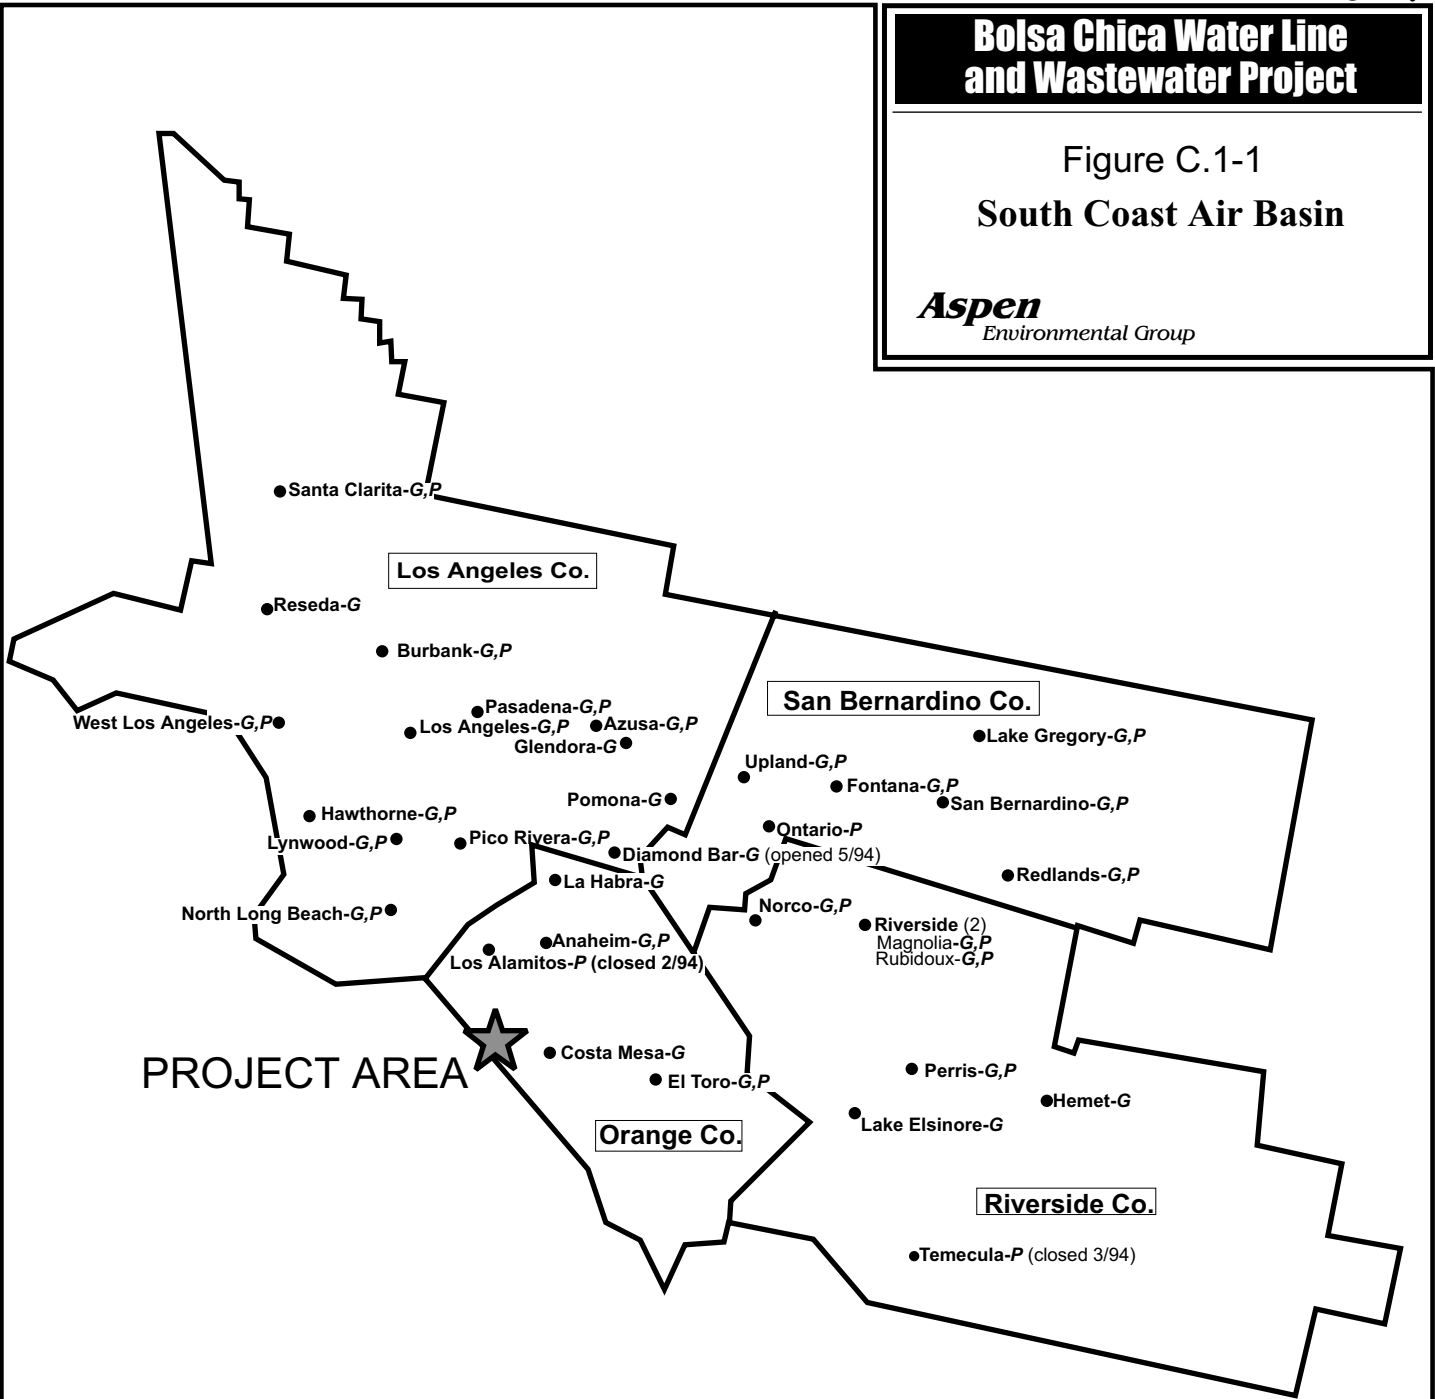 Bolsa Chica Water Line
and Wastewater Project
Figure C.1-1
South Coast Air Basin
Aspen
Environmental Group
Santa Clarita-G,P
Los Angeles Co.
Reseda-G
Burbank-G,P
San Bernardino Co.
Pasadena-G,P
West Los Angeles-G,P
Los Angeles-G,P
Azusa-G,P
Glendora-G
Lake Gregory-G,P
Upland-G,P
Fontana-G,P
Pomona-G
San Bernardino-G,P
Hawthorne-G,P
Ontario-P
Lynwood-G,P
Pico Rivera-G,P
Diamond Bar-G (opened 5/94)
La Habra-G
Redlands-G,P
North Long Beach-G,P
Norco-G,P
Riverside (2)
Magnolia-G,P
Rubidoux-G,P
Anaheim-G,P
Los Alamitos-P (closed 2/94)
PROJECT AREA
Costa Mesa-G
El Toro-G,P
Perris-G,P
Hemet-G
Lake Elsinore-G
Orange Co.
Riverside Co.
Temecula-P (closed 3/94)